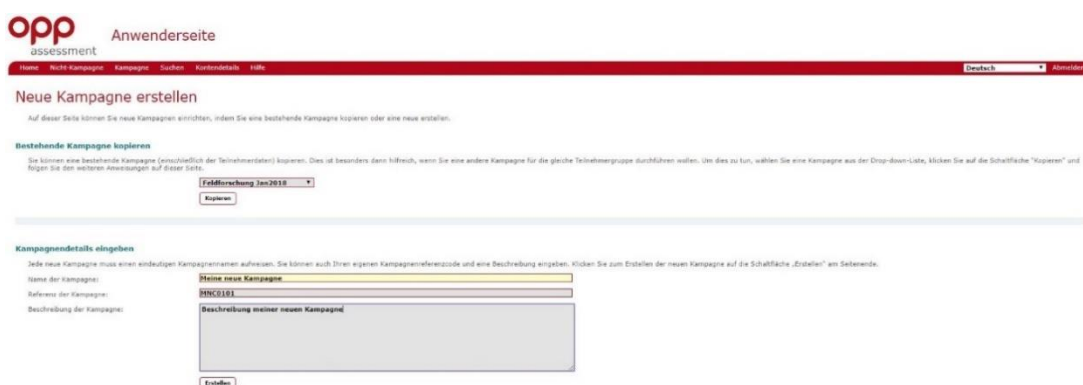 opp
assessment
Anwenderseite
Home Nicht-Kampagne Kampagne Suchen Kontendetails Hilfe Deutsch Abmelden
Neue Kampagne erstellen
Auf dieser Seite können Sie neue Kampagnen einrichten, indem Sie eine bestehende Kampagne kopieren oder eine neue erstellen.
Bestehende Kampagne kopieren
Sie können eine bestehende Kampagne (einschließlich der Teilnehmerdaten) kopieren. Dies ist besonders dann hilfreich, wenn Sie eine andere Kampagne für die gleiche Teilnehmergruppe durchführen wollen. Um dies zu tun, wählen Sie eine Kampagne aus der Drop-down-Liste, klicken Sie auf die Schaltfläche "Kopieren" und
folgen Sie den weiteren Anweisungen auf dieser Seite.
Feldforschung Jan2018
Kopieren
Kampagnendetails eingeben
Jede neue Kampagne muss einen eindeutigen Kampagnennamen aufweisen. Sie können auch Ihren eigenen Kampagnenreferenzcode und eine Beschreibung eingeben. Klicken Sie zum Erstellen der neuen Kampagne auf die Schaltfläche „Erstellen" am Seitenende.
Name der Kampagne: Meine neue Kampagne
Referenz der Kampagne: MNC0101
Beschreibung der Kampagne: Beschreibung meiner neuen Kampagne
Erstellen